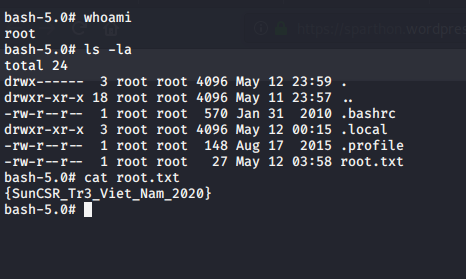 bash-5.0# whoami
root
bash-5.0# ls -la
total 24
drwx------  3 root root 4096 May 12 23:59 .
drwxr-xr-x 18 root root 4096 May 11 23:57 ..
-rw-r--r--  1 root root  570 Jan 31  2010 .bashrc
drwxr-xr-x  3 root root 4096 May 12 00:15 .local
-rw-r--r--  1 root root  148 Aug 17  2015 .profile
-rw-r--r--  1 root root   27 May 12 03:58 root.txt
bash-5.0# cat root.txt
{SunCSR_Tr3_Viet_Nam_2020}
bash-5.0#